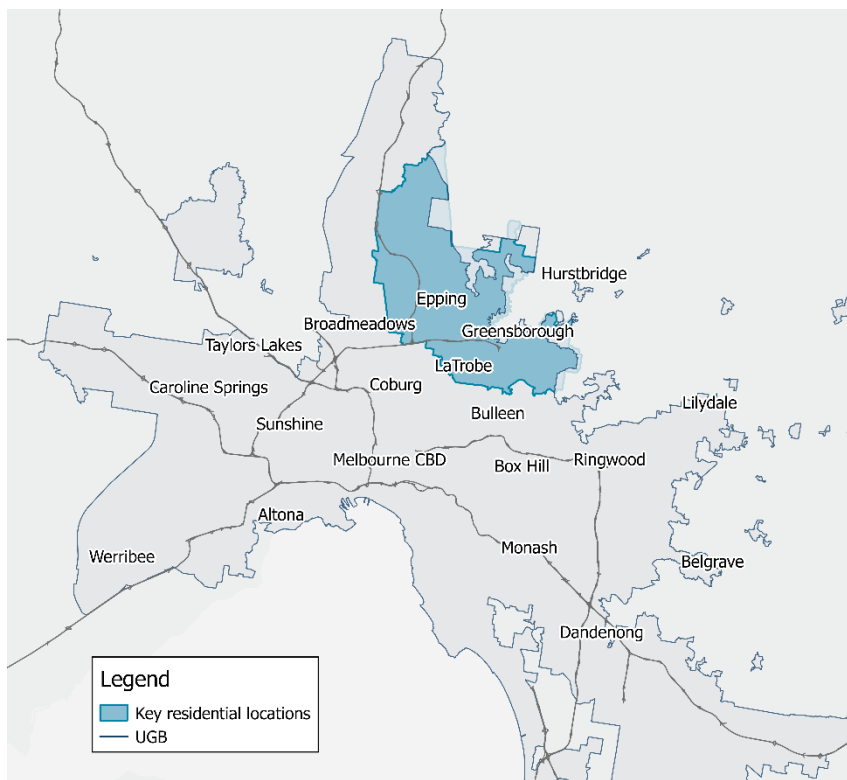 Hurstbridge
Epping
Broadmeadows
Greensborough
Taylors Lakes
LaTrobe
Caroline Springs
Coburg
Lilydale
Bulleen
Sunshine
Melbourne CBD
Box Hill
Ringwood
Altona
Monash
Werribee
Belgrave
Dandenong
Legend
Key residential locations
UGB